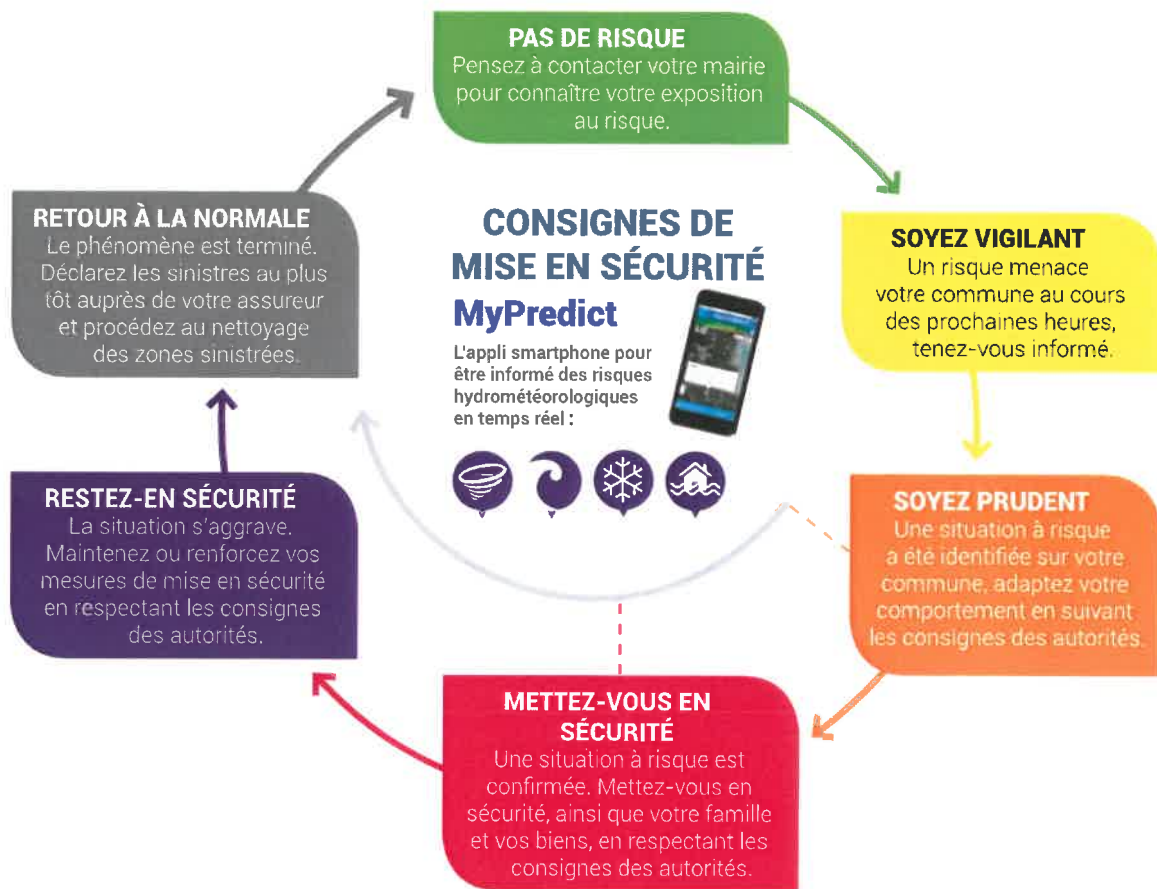 PAS DE RISQUE
Pensez à contacter votre mairie
pour connaître votre exposition
au risque.
SOYEZ VIGILANT
Un risque menace
votre commune au cours
des prochaines heures,
tenez-vous informé.
SOYEZ PRUDENT
Une situation à risque
a été identifiée sur votre
commune, adaptez votre
comportement en suivant
les consignes des autorités.
METTEZ-VOUS EN
SÉCURITÉ
Une situation à risque est
confirmée. Mettez-vous en
sécurité, ainsi que votre famille
et vos biens, en respectant les
consignes des autorités.
RESTEZ-EN SÉCURITÉ
La situation s'aggrave.
Maintenez ou renforcez vos
mesures de mise en sécurité
en respectant les consignes
des autorités.
RETOUR À LA NORMALE
Le phénomène est terminé.
Déclarez les sinistres au plus
tôt auprès de votre assureur
et procédez au nettoyage
des zones sinistrées.
CONSIGNES DE
MISE EN SÉCURITÉ
MyPredict
L'appli smartphone pour
être informé des risques
hydrométéorologiques
en temps réel :